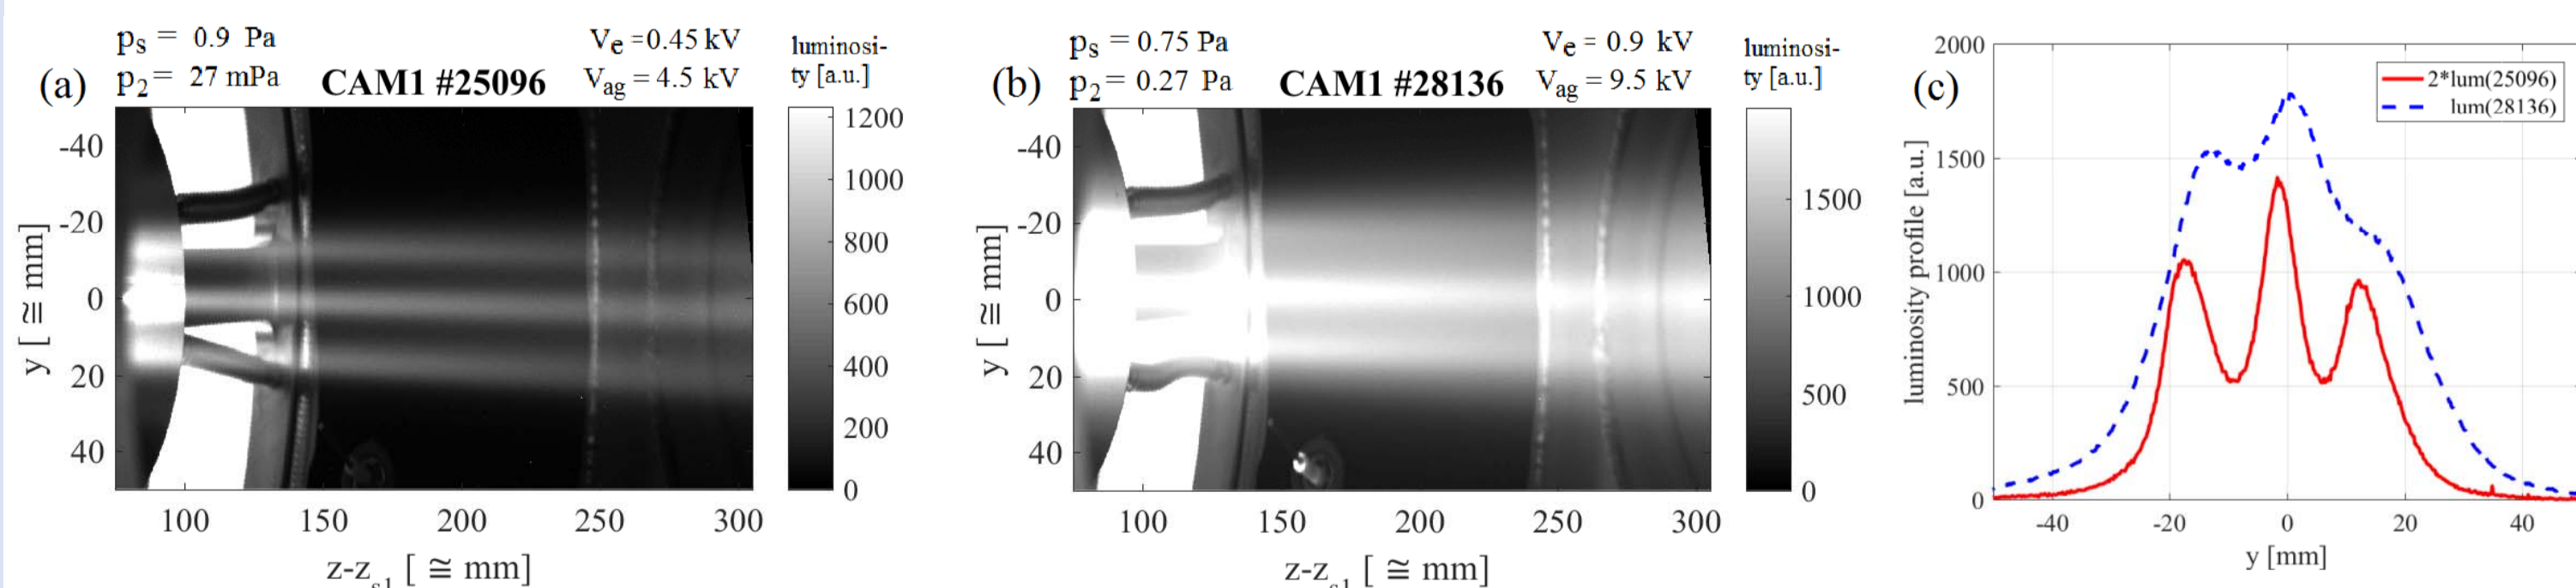 (a)
p_s = 0.9 Pa
p_2 = 27 mPa
CAM1 #25096
V_e =0.45 kV
V_ag = 4.5 kV
luminosi-
ty [a.u.]
-40
-20
0
20
40
y [ ≅ mm]
100 150 200 250 300
z-z_s1 [ ≅ mm]
1200
1000
800
600
400
200
0
(b)
p_s = 0.75 Pa
p_2 = 0.27 Pa
CAM1 #28136
V_e = 0.9 kV
V_ag = 9.5 kV
luminosi-
ty [a.u.]
-40
-20
0
20
40
y [ ≅ mm]
100 150 200 250 300
z-z_s1 [ ≅ mm]
1500
1000
500
0
(c)
2*lum(25096)
lum(28136)
2000
1500
1000
500
0
luminosity profile [a.u.]
-40 -20 0 20 40
y [mm]